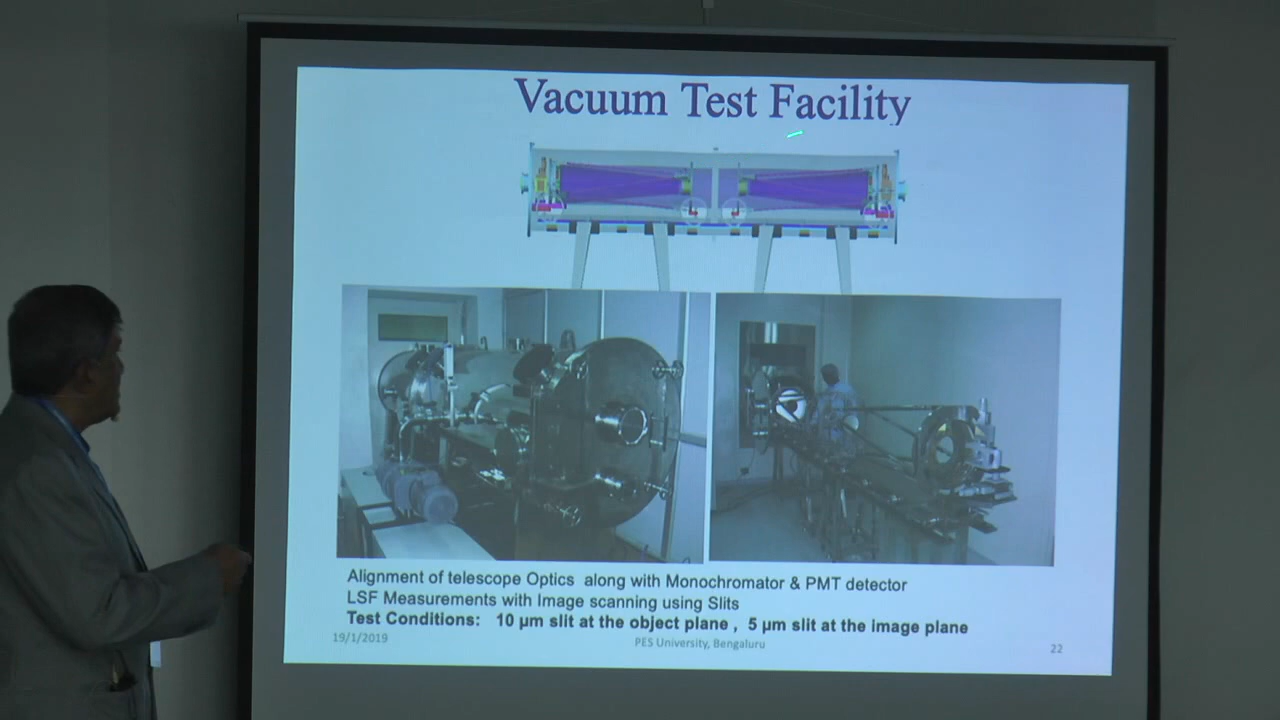 Vacuum Test Facility
Alignment of telescope Optics along with Monochromator & PMT detector
LSF Measurements with Image scanning using Slits
Test Conditions: 10 µm slit at the object plane , 5 µm slit at the image plane
19/1/2019
PES University, Bengaluru
22